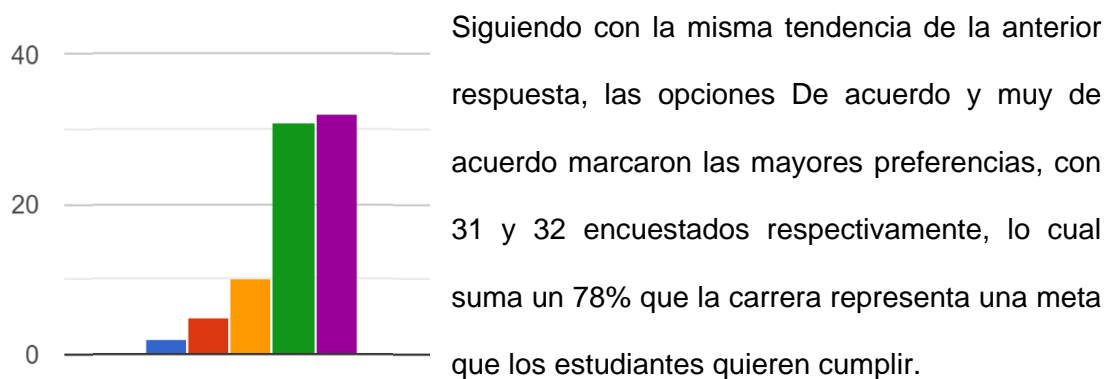 40
20
0
Siguiendo con la misma tendencia de la anterior
respuesta, las opciones De acuerdo y muy de
acuerdo marcaron las mayores preferencias, con
31 y 32 encuestados respectivamente, lo cual
suma un 78% que la carrera representa una meta
que los estudiantes quieren cumplir.